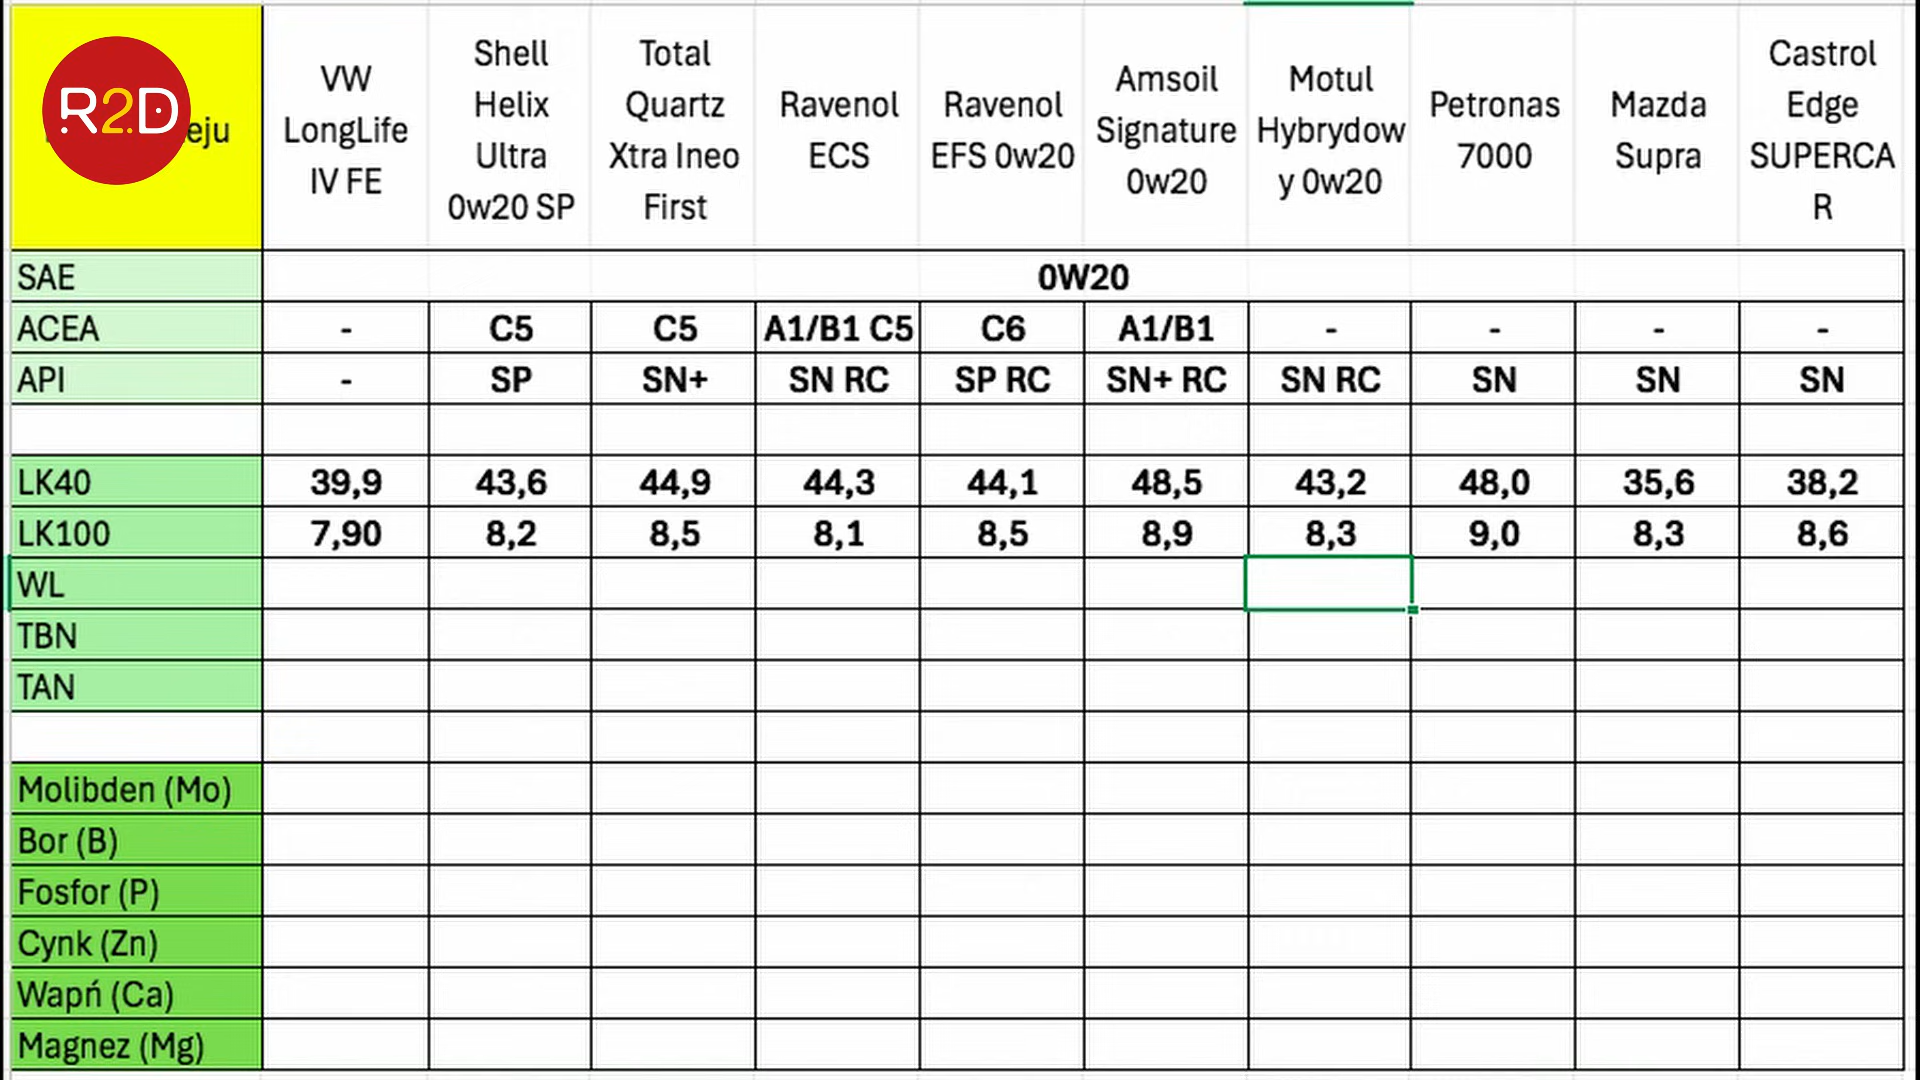 R2D
eju
VW
LongLife
IV FE
Shell
Helix
Ultra
0w20 SP
Total
Quartz
Xtra Ineo
First
Ravenol
ECS
Ravenol
EFS 0w20
Amsoil
Signature
0w20
Motul
Hybrydow
y 0w20
Petronas
7000
Mazda
Supra
Castrol
Edge
SUPERCA
R
SAE 0W20
ACEA - C5 C5 A1/B1 C5 C6 A1/B1 - - - -
API - SP SN+ SN RC SP RC SN+ RC SN RC SN SN SN
LK40 39,9 43,6 44,9 44,3 44,1 48,5 43,2 48,0 35,6 38,2
LK100 7,90 8,2 8,5 8,1 8,5 8,9 8,3 9,0 8,3 8,6
WL
TBN
TAN
Molibden (Mo)
Bor (B)
Fosfor (P)
Cynk (Zn)
Wapń (Ca)
Magnez (Mg)